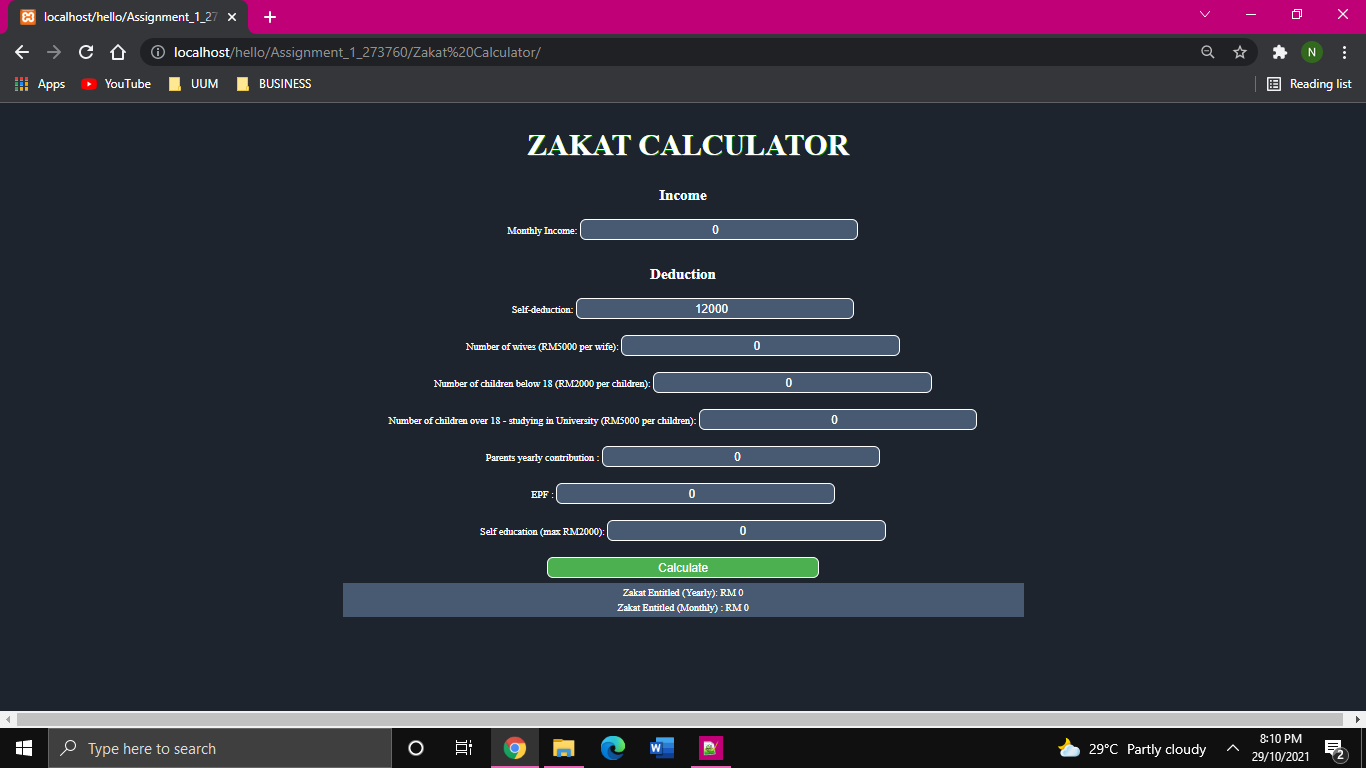 localhost/hello/Assignment_1_27
localhost/hello/Assignment_1_273760/Zakat%20Calculator/
N
Apps YouTube UUM BUSINESS Reading list
ZAKAT CALCULATOR
Income
Monthly Income: 0
Deduction
Self-deduction: 12000
Number of wives (RM5000 per wife): 0
Number of children below 18 (RM2000 per children): 0
Number of children over 18 - studying in University (RM5000 per children): 0
Parents yearly contribution : 0
EPF : 0
Self education (max RM2000): 0
Calculate
Zakat Entitled (Yearly): RM 0
Zakat Entitled (Monthly) : RM 0
Type here to search
29°C Partly cloudy
8:10 PM
29/10/2021
2